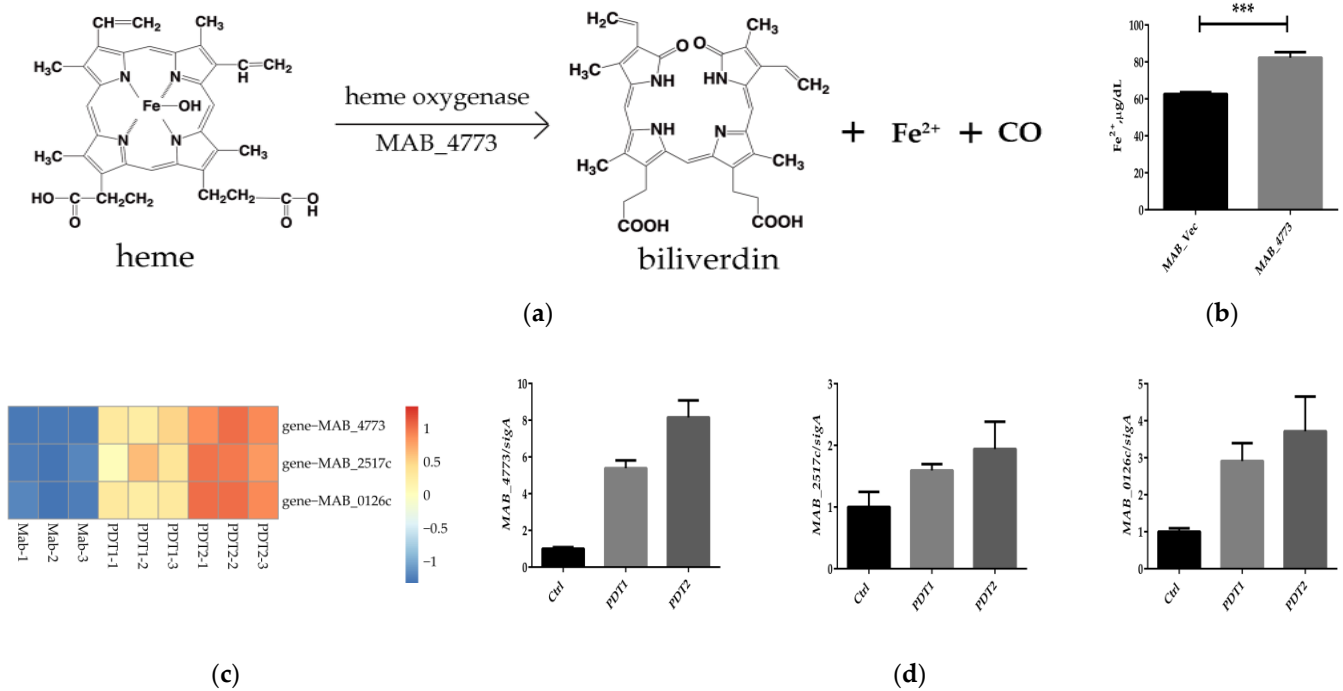 CH=CH₂
CH₃
H₃C
N
N
C=CH₂
H
Fe—OH
N
N
H₃C
CH₃
HO
C
O
CH₂CH₂
CH₂CH₂
C
O
O
H
heme
heme oxygenase
MAB_4773
H₂C
O
O
CH₃
H₃C
NH
HN
CH₂
NH
N
H₃C
CH₃
COOH
COOH
biliverdin
+ Fe²⁺ + CO
(a)
***
Fe²⁺,μg/dL
100
80
60
40
20
0
MAB_Vec
MAB_4773
(b)
gene-MAB_4773
gene-MAB_2517c
gene-MAB_0126c
Mab-1
Mab-2
Mab-3
PDT1-1
PDT1-2
PDT1-3
PDT2-1
PDT2-2
PDT2-3
1
0.5
0
−0.5
−1
(c)
MAB_4773/sigA
10
8
6
4
2
0
Ctrl
PDT1
PDT2
MAB_2517c/sigA
3
2
1
0
Ctrl
PDT1
PDT2
MAB_0126c/sigA
5
4
3
2
1
0
Ctrl
PDT1
PDT2
(d)